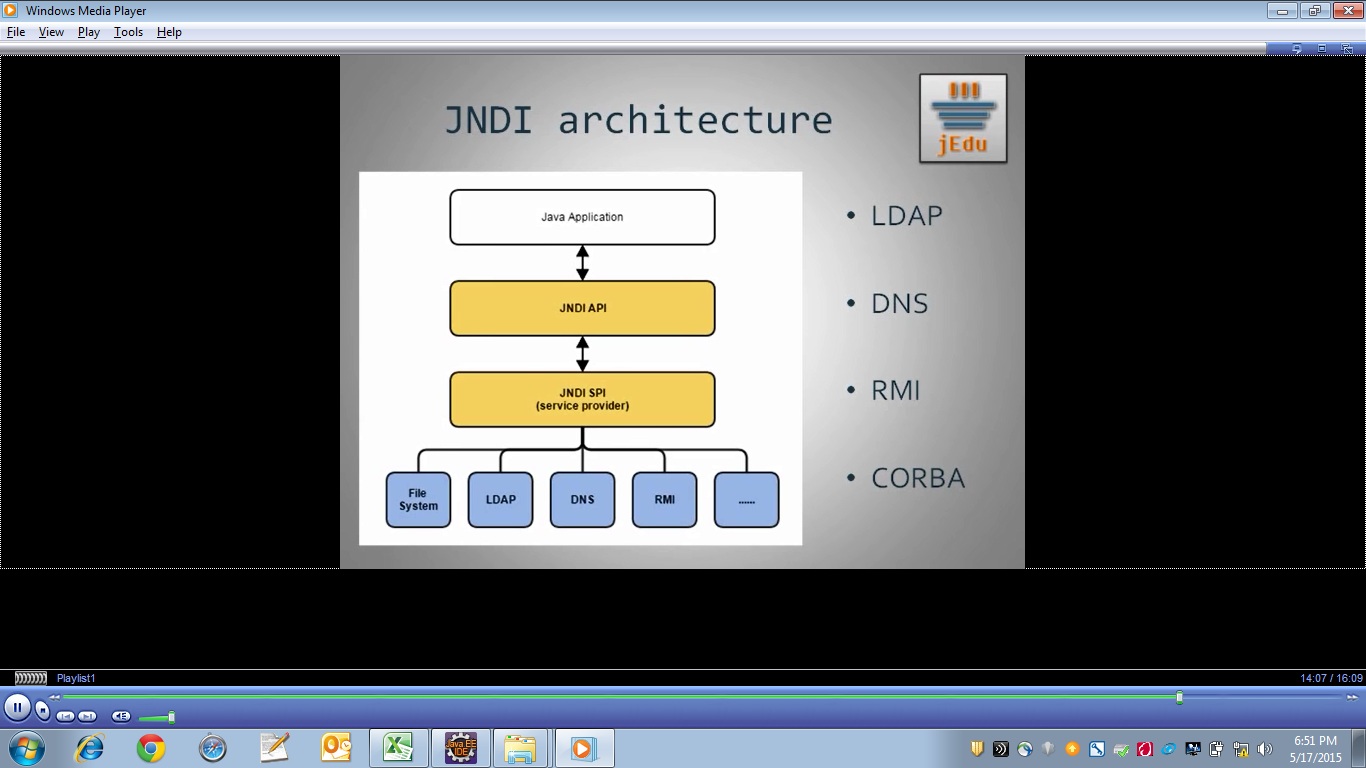 Windows Media Player
File View Play Tools Help
JNDI architecture
jEdu
Java Application
JNDI API
JNDI SPI
(service provider)
File
System
LDAP
DNS
RMI
......
• LDAP
• DNS
• RMI
• CORBA
Playlist1
14:07 / 16:09
Java EE
IDE
6:51 PM
5/17/2015